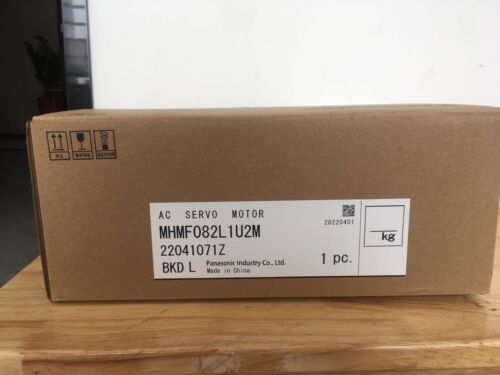 AC SERVO MOTOR
20220401
MHMF082L1U2M
22041071Z
BKD L
Panasonic Industry Co., Ltd.
Made in China
1 pc.
kg